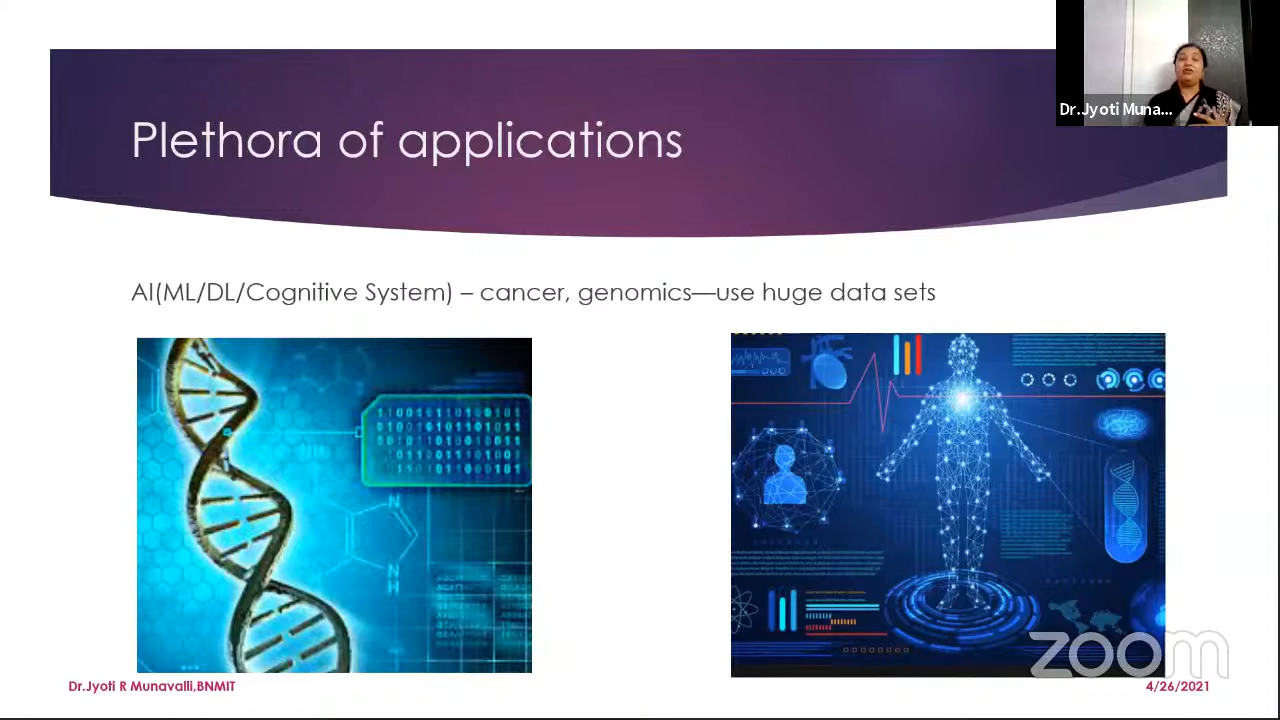 Dr.Jyoti Muna...
Plethora of applications
AI(ML/DL/Cognitive System) – cancer, genomics—use huge data sets
N
N
zoom
Dr.Jyoti R Munavalli,BNMIT
4/26/2021